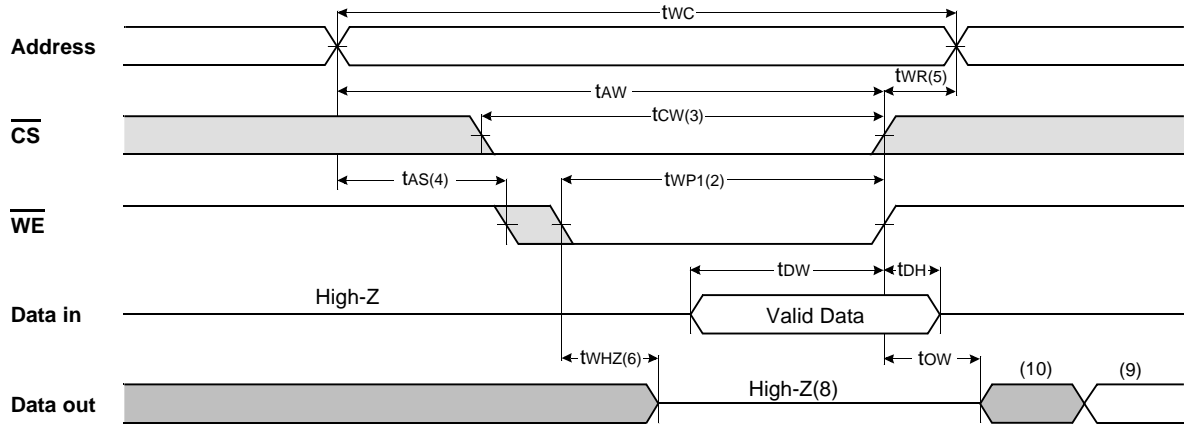 tWC
Address
tWR(5)
tAW
tCW(3)
CS
tAS(4)
tWP1(2)
WE
tDW
tDH
High-Z
Data in
Valid Data
tWHZ(6)
tOW
(10)
(9)
High-Z(8)
Data out